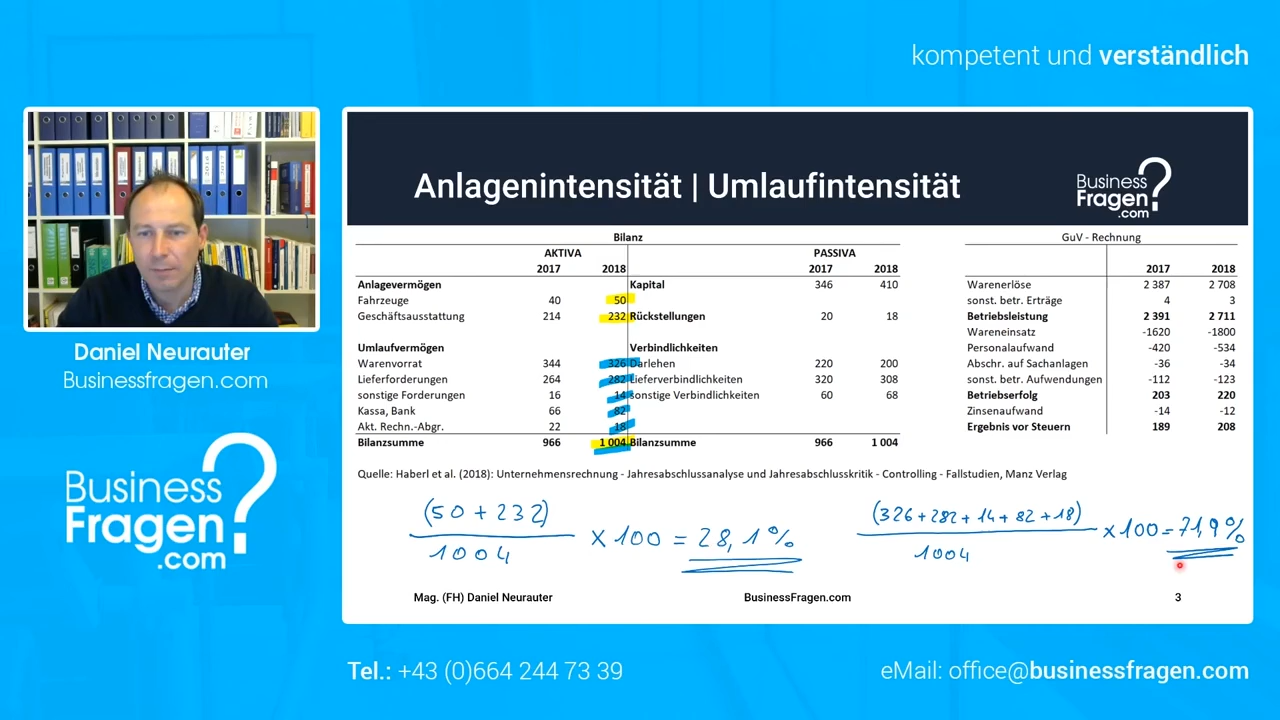 kompetent und verständlich
Anlagenintensität | Umlaufintensität
Business
Fragen
.com
?
Daniel Neurauter
Businessfragen.com
Business
Fragen
.com
?
Bilanz
AKTIVA PASSIVA
2017 2018 2017 2018
Anlagevermögen Kapital 346 410
Fahrzeuge 40 50
Geschäftsausstattung 214 232 Rückstellungen 20 18
Umlaufvermögen Verbindlichkeiten
Warenvorrat 344 326 Darlehen 220 200
Lieferforderungen 264 282 Lieferverbindlichkeiten 320 308
sonstige Forderungen 16 14 sonstige Verbindlichkeiten 60 68
Kassa, Bank 66 82
Akt. Rechn.-Abgr. 22 18
Bilanzsumme 966 1 004 Bilanzsumme 966 1 004
GuV - Rechnung
2017 2018
Warenerlöse 2 387 2 708
sonst. betr. Erträge 4 3
Betriebsleistung 2 391 2 711
Wareneinsatz -1620 -1800
Personalaufwand -420 -534
Abschr. auf Sachanlagen -36 -34
sonst. betr. Aufwendungen -112 -123
Betriebserfolg 203 220
Zinsenaufwand -14 -12
Ergebnis vor Steuern 189 208
Quelle: Haberl et al. (2018): Unternehmensrechnung - Jahresabschlussanalyse und Jahresabschlusskritik - Controlling - Fallstudien, Manz Verlag
(50 + 232)
1004
x 100 = 28,1%
(326+282+14+82+18)
1004
x100=71,9%
Mag. (FH) Daniel Neurauter BusinessFragen.com 3
Tel.: +43 (0)664 244 73 39
eMail: office@businessfragen.com